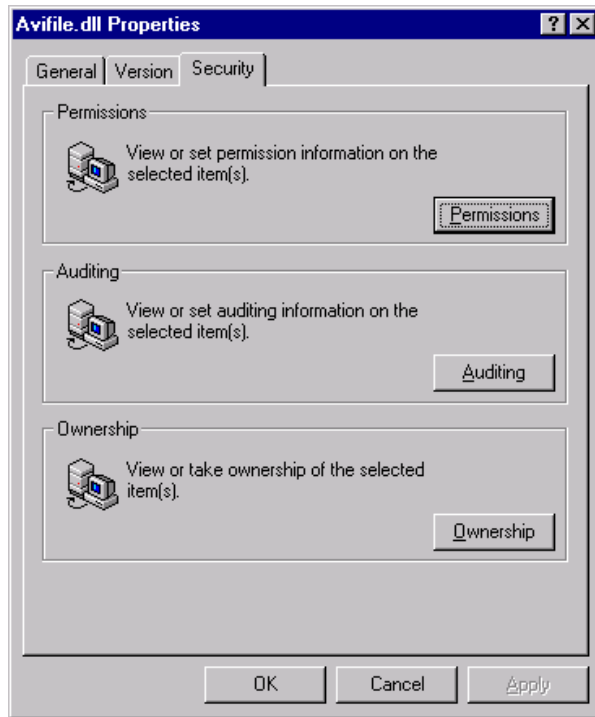 Avifile.dll Properties
General Version Security
Permissions
View or set permission information on the
selected item(s).
Permissions
Auditing
View or set auditing information on the
selected item(s).
Auditing
Ownership
View or take ownership of the selected
item(s).
Ownership
OK Cancel Apply